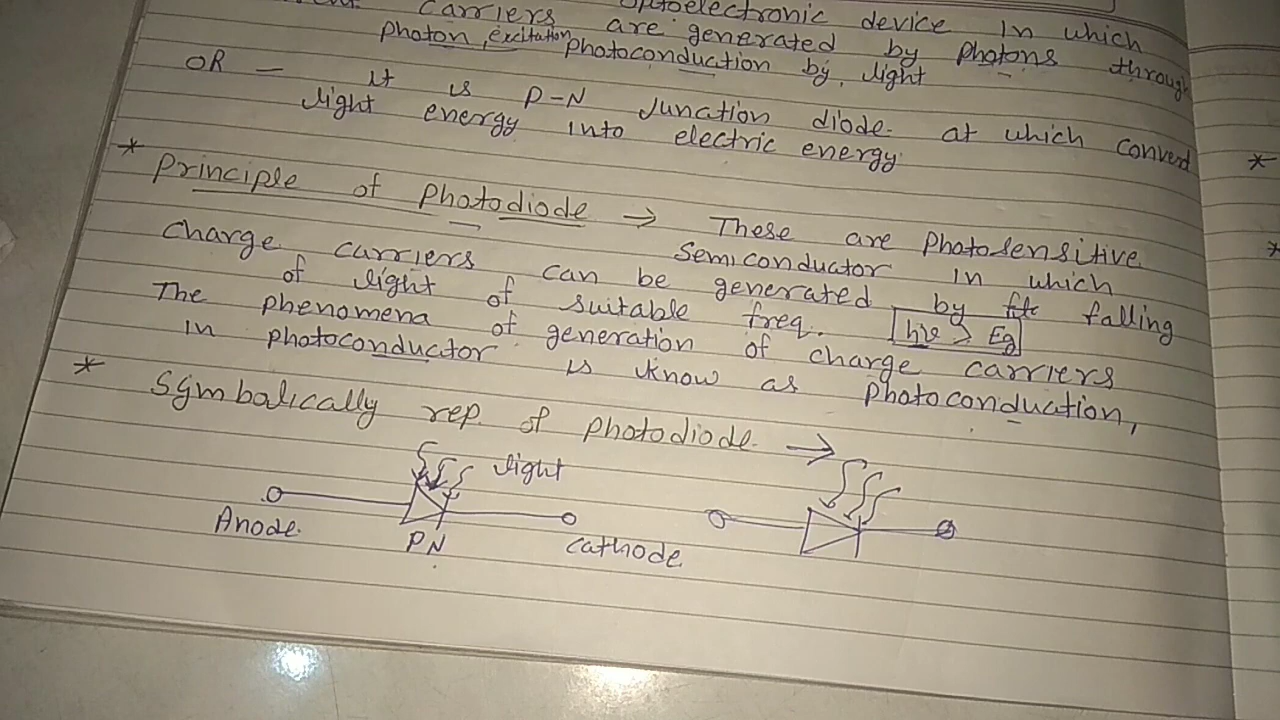 carriers are generated by photons through
optoelectronic device in which
photon excitation, photoconduction by light
OR - it is P-N Junction diode. at which convert
light energy into electric energy.
* Principle of Photodiode → These are Photosensitive
Semiconductor in which
charge carriers can be generated by falling
of light of suitable freq. hν > Eg
The phenomena of generation of charge carriers
in photoconductor is know as Photoconduction,
* Symbolically rep. of photodiode. →
light
Anode.
P N
Cathode.
*
*